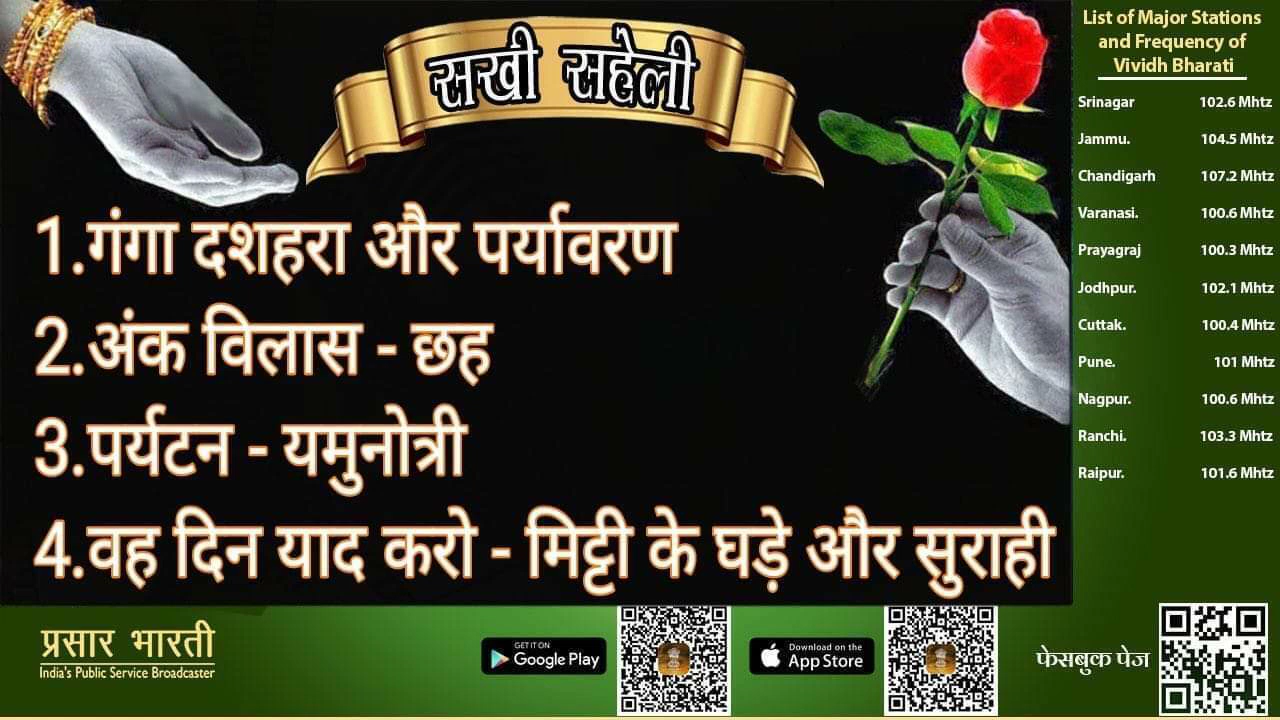 सखी सहेली
1.गंगा दशहरा और पर्यावरण
2.अंक विलास - छह
3.पर्यटन - यमुनोत्री
4.वह दिन याद करो - मिट्टी के घड़े और सुराही
List of Major Stations
and Frequency of
Vividh Bharati
Srinagar 102.6 Mhtz
Jammu. 104.5 Mhtz
Chandigarh 107.2 Mhtz
Varanasi. 100.6 Mhtz
Prayagraj 100.3 Mhtz
Jodhpur. 102.1 Mhtz
Cuttak. 100.4 Mhtz
Pune. 101 Mhtz
Nagpur. 100.6 Mhtz
Ranchi. 103.3 Mhtz
Raipur. 101.6 Mhtz
प्रसार भारती
India's Public Service Broadcaster
GET IT ON
Google Play
Download on the
App Store
फेसबुक पेज